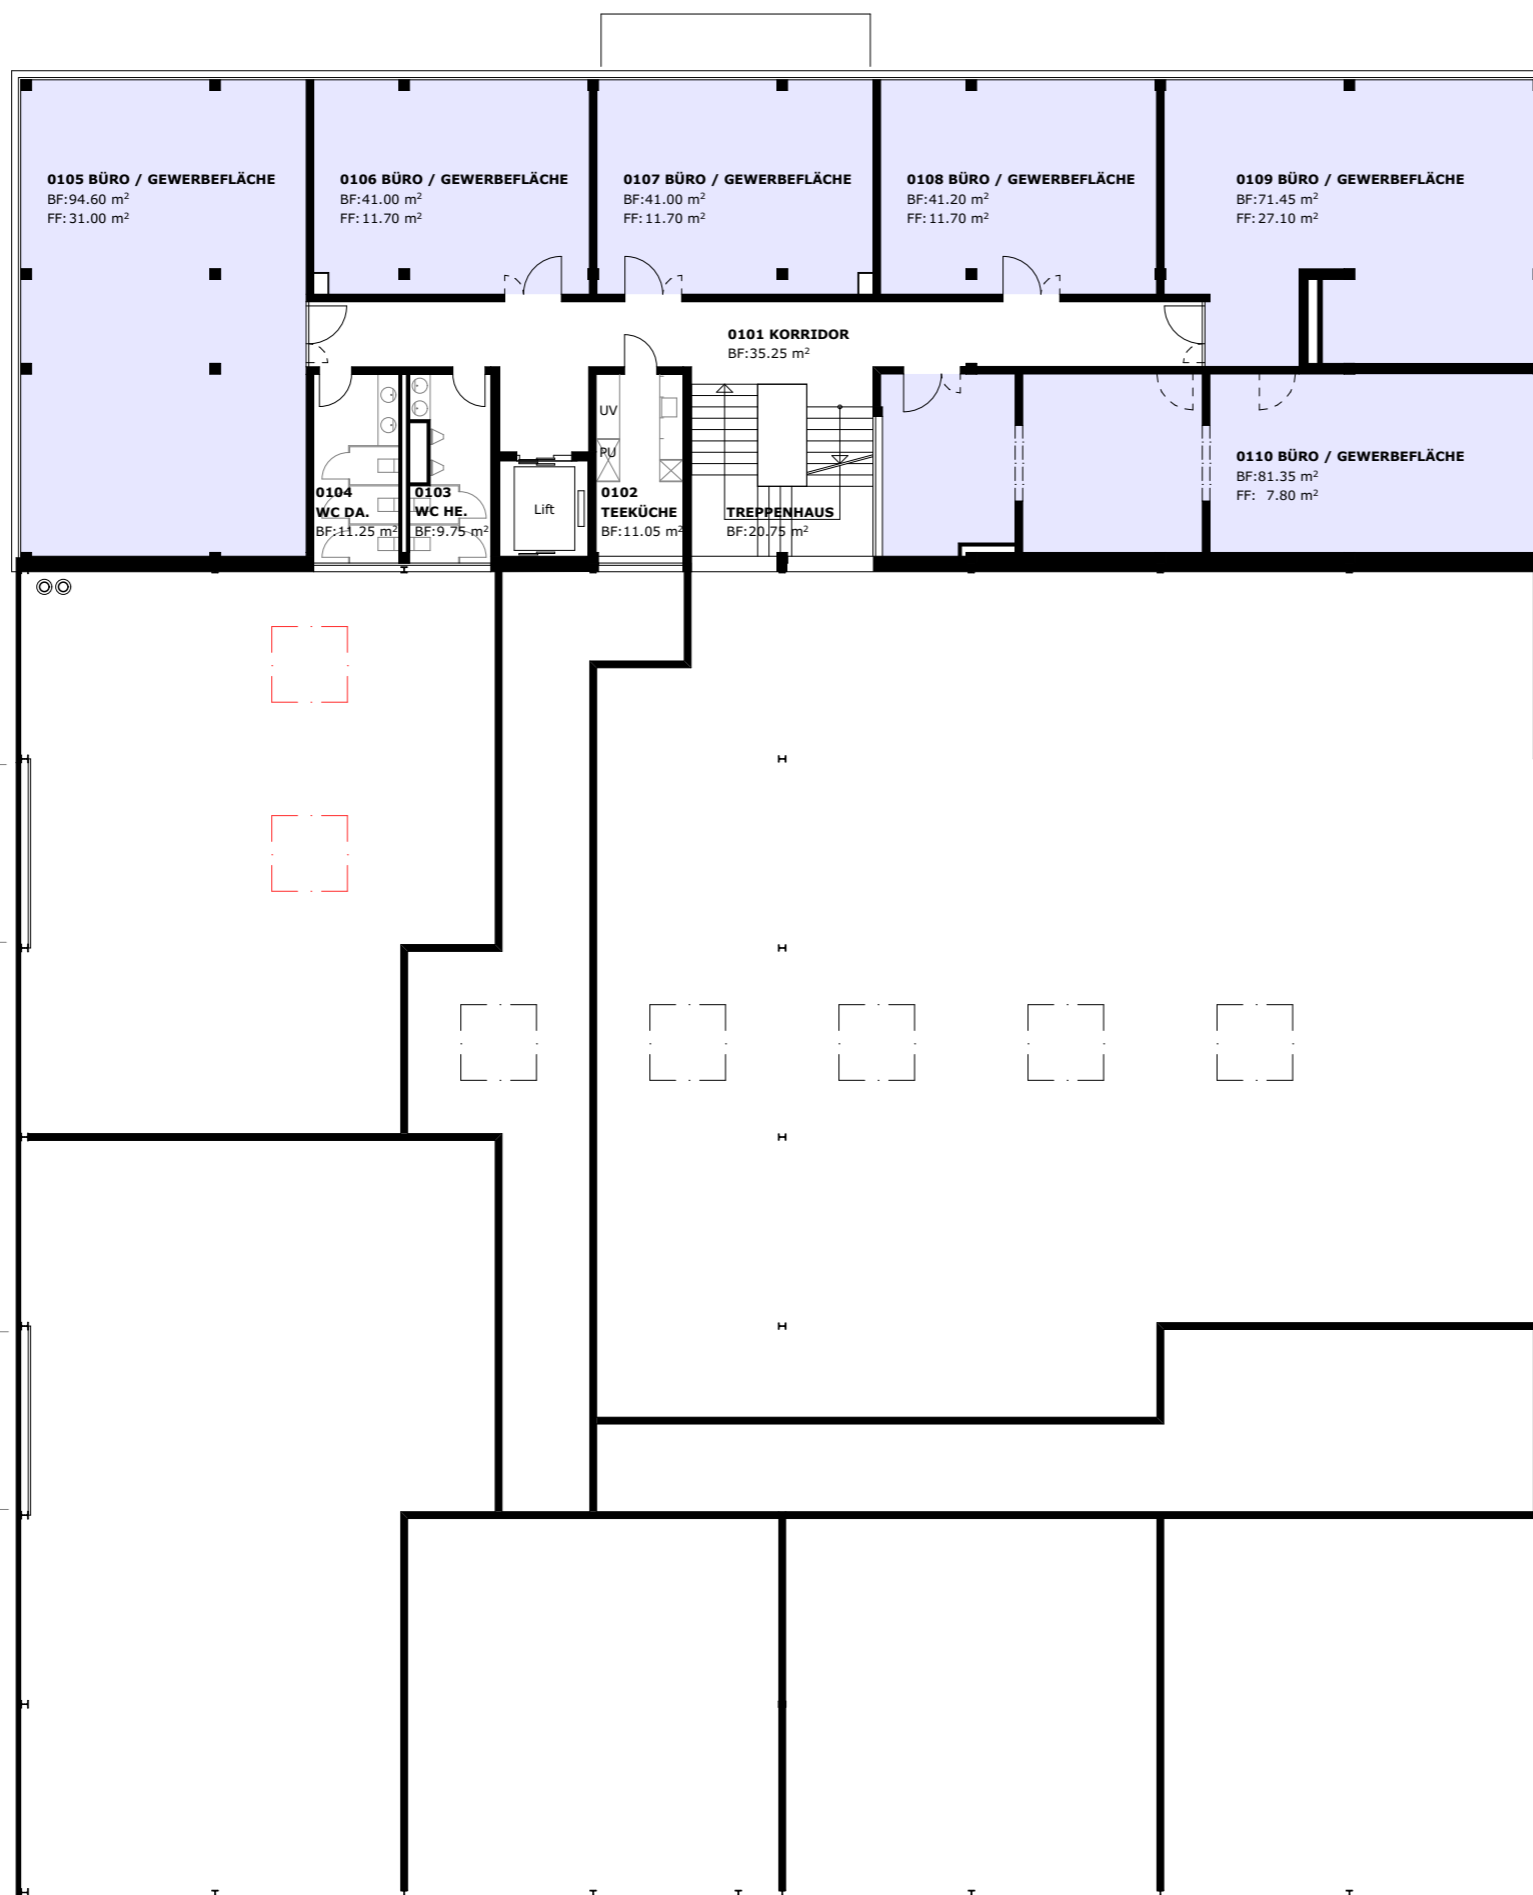 0105 BÜRO / GEWERBEFLÄCHE
BF:94.60 m²
FF: 31.00 m²
0106 BÜRO / GEWERBEFLÄCHE
BF:41.00 m²
FF: 11.70 m²
0107 BÜRO / GEWERBEFLÄCHE
BF:41.00 m²
FF: 11.70 m²
0108 BÜRO / GEWERBEFLÄCHE
BF:41.20 m²
FF: 11.70 m²
0109 BÜRO / GEWERBEFLÄCHE
BF:71.45 m²
FF: 27.10 m²
0101 KORRIDOR
BF:35.25 m²
UV
PU
0104
WC DA.
BF:11.25 m²
0103
WC HE.
BF:9.75 m²
Lift
0102
TEEKÜCHE
BF:11.05 m²
TREPPENHAUS
BF:20.75 m²
0110 BÜRO / GEWERBEFLÄCHE
BF:81.35 m²
FF: 7.80 m²